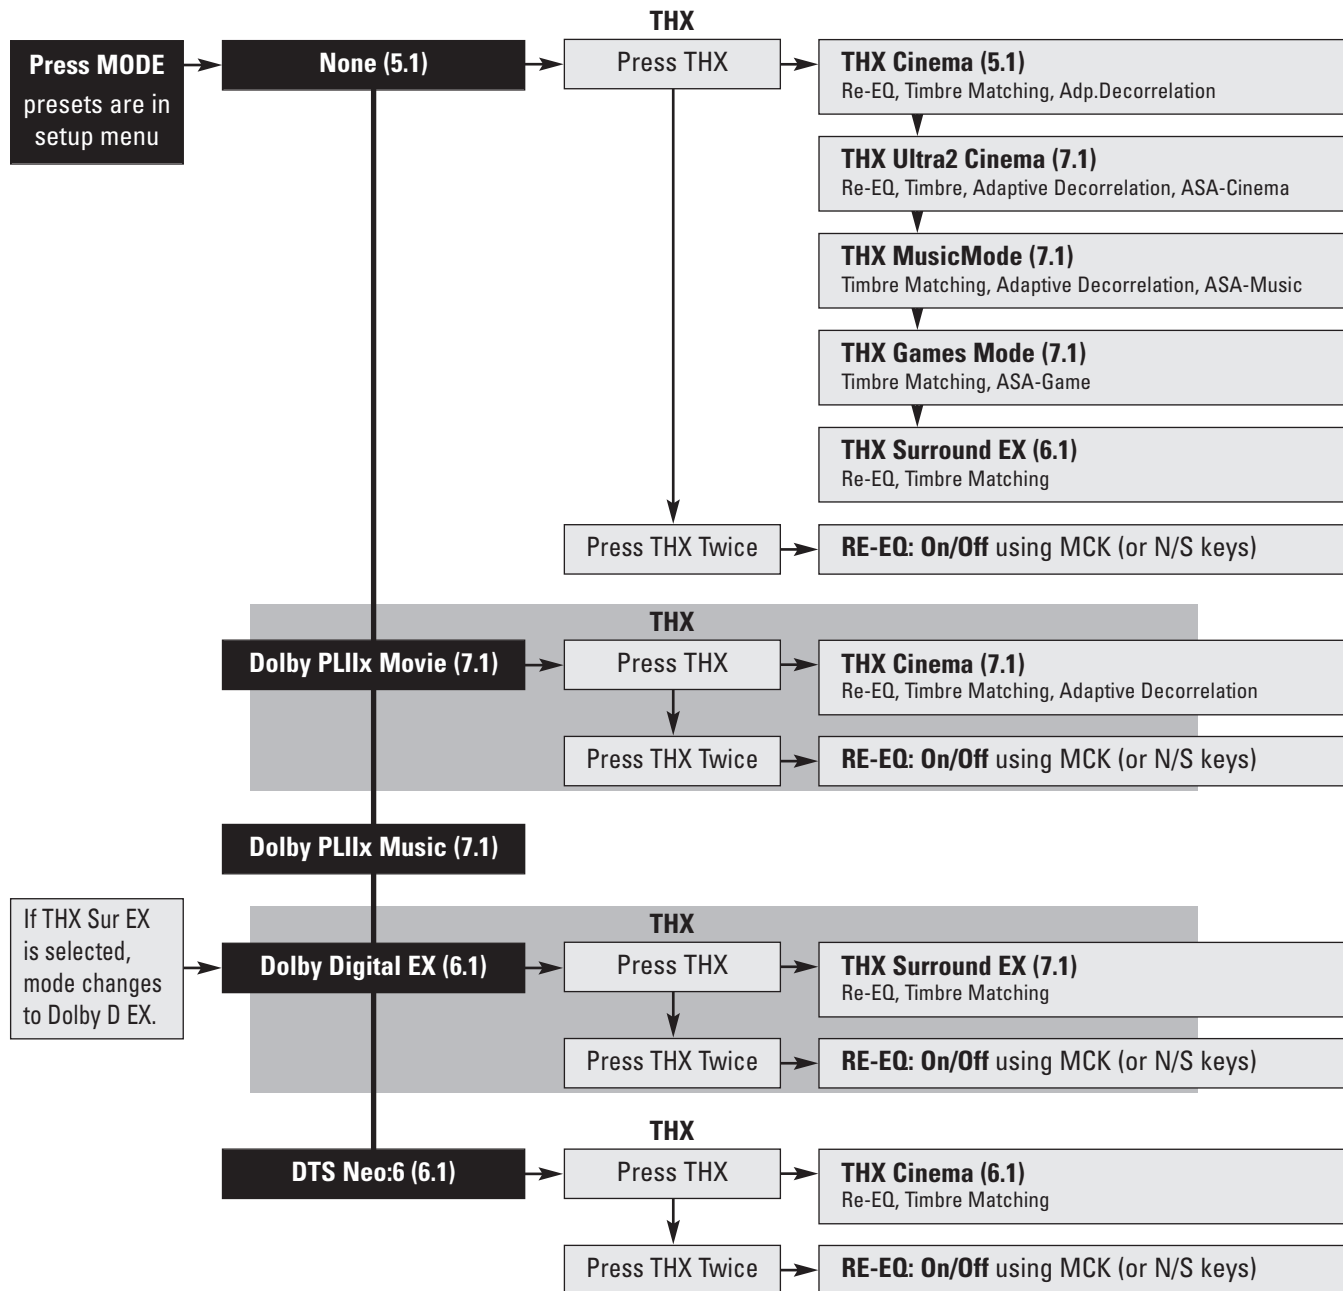 THX
Press MODE
presets are in
setup menu
None (5.1)
Press THX
THX Cinema (5.1)
Re-EQ, Timbre Matching, Adp.Decorrelation
THX Ultra2 Cinema (7.1)
Re-EQ, Timbre, Adaptive Decorrelation, ASA-Cinema
THX MusicMode (7.1)
Timbre Matching, Adaptive Decorrelation, ASA-Music
THX Games Mode (7.1)
Timbre Matching, ASA-Game
THX Surround EX (6.1)
Re-EQ, Timbre Matching
Press THX Twice
RE-EQ: On/Off using MCK (or N/S keys)
THX
Dolby PLIIx Movie (7.1)
Press THX
THX Cinema (7.1)
Re-EQ, Timbre Matching, Adaptive Decorrelation
Press THX Twice
RE-EQ: On/Off using MCK (or N/S keys)
Dolby PLIIx Music (7.1)
If THX Sur EX
is selected,
mode changes
to Dolby D EX.
THX
Dolby Digital EX (6.1)
Press THX
THX Surround EX (7.1)
Re-EQ, Timbre Matching
Press THX Twice
RE-EQ: On/Off using MCK (or N/S keys)
THX
DTS Neo:6 (6.1)
Press THX
THX Cinema (6.1)
Re-EQ, Timbre Matching
Press THX Twice
RE-EQ: On/Off using MCK (or N/S keys)